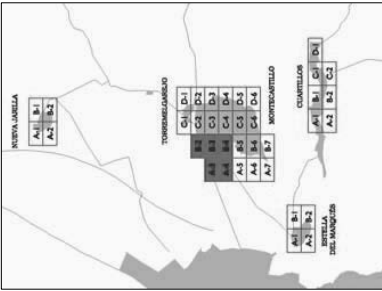 NUEVA JARILLA
A-1 B-1
A-2 B-2
TORREMELGAREJO
C-1 D-1
B-2 C-2 D-2
A-3 B-3 C-3 D-3
A-4 B-4 C-4 D-4
A-5 B-5 C-5 D-5
A-6 B-6 C-6 D-6
A-7 B-7
MONTECASTILLO
A-1 B-1
A-2 B-2
ESTELLA
DEL MARQUÉS
CUARTILLOS
A-1 B-1 C-1 D-1
A-2 B-2 C-2